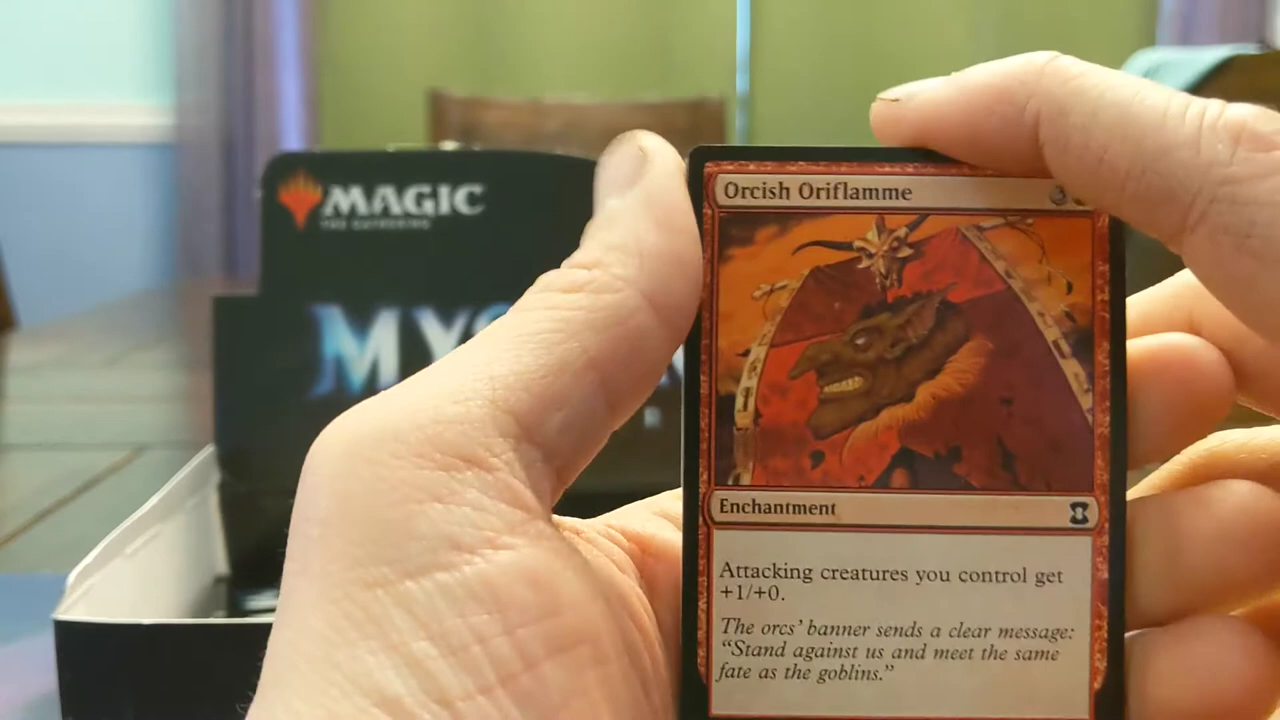 MAGIC
THE GATHERING
Orcish Oriflamme
Enchantment
Attacking creatures you control get
+1/+0.
The orcs' banner sends a clear message:
"Stand against us and meet the same
fate as the goblins."